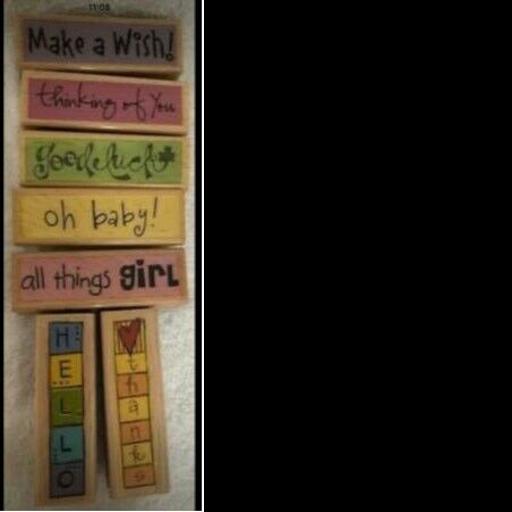 11:08
Make a Wish!
thinking of You
good luck
oh baby!
all things girl
HELLO
thanks